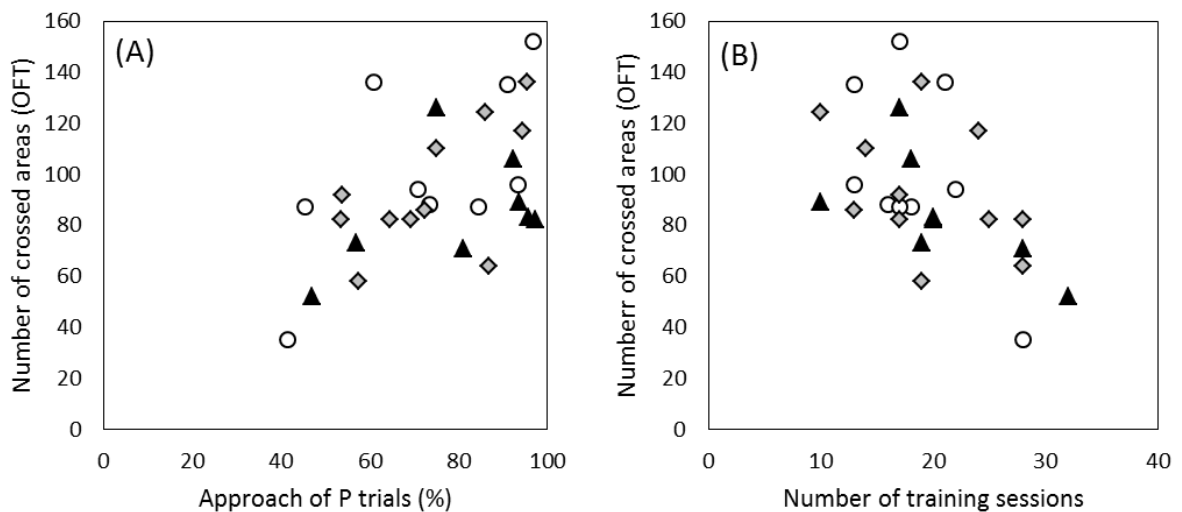 (A)
Number of crossed areas (OFT)
160
140
120
100
80
60
40
20
0
0 20 40 60 80 100
Approach of P trials (%)
(B)
Numberr of crossed areas (OFT)
160
140
120
100
80
60
40
20
0
0 10 20 30 40
Number of training sessions